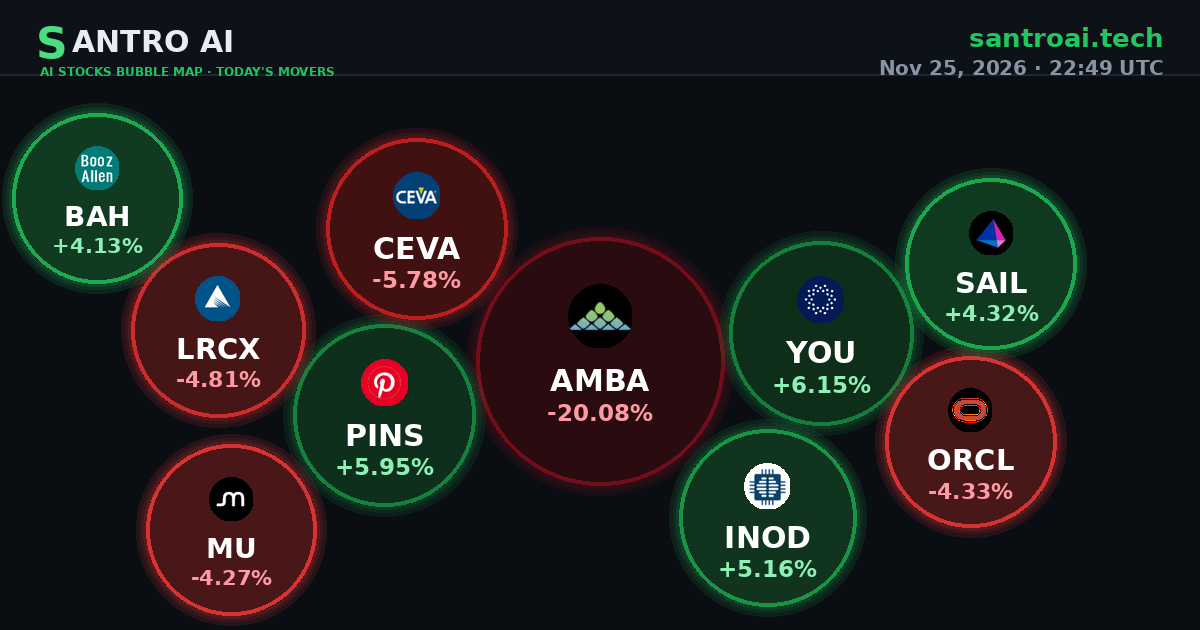 SANTRO AI
AI STOCKS BUBBLE MAP · TODAY'S MOVERS
santroai.tech
Nov 25, 2026 · 22:49 UTC
Booz
Allen
BAH
+4.13%
CEVA
CEVA
-5.78%
SAIL
+4.32%
LRCX
-4.81%
AMBA
-20.08%
YOU
+6.15%
PINS
+5.95%
ORCL
-4.33%
MU
-4.27%
INOD
+5.16%